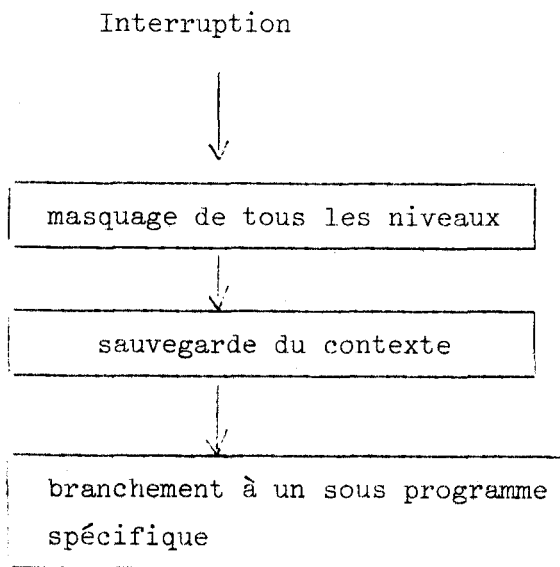 Interruption
masquage de tous les niveaux
sauvegarde du contexte
branchement à un sous programme
spécifique